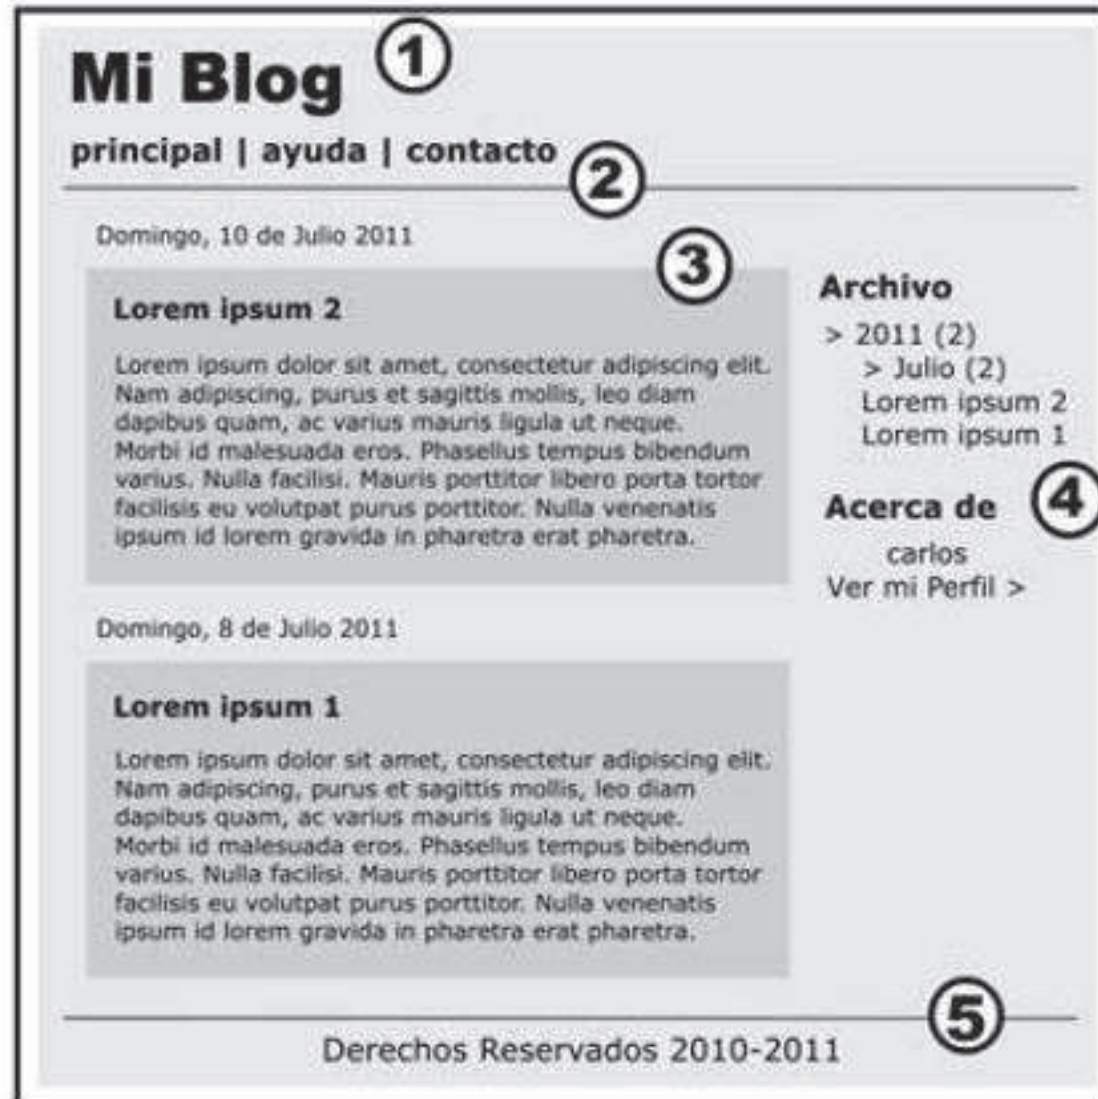 Mi Blog
1
principal | ayuda | contacto
2
Domingo, 10 de Julio 2011
3
Lorem ipsum 2
Lorem ipsum dolor sit amet, consectetur adipiscing elit.
Nam adipiscing, purus et sagittis mollis, leo diam
dapibus quam, ac varius mauris ligula ut neque.
Morbi id malesuada eros. Phasellus tempus bibendum
varius. Nulla facilisi. Mauris porttitor libero porta tortor
facilisis eu volutpat purus porttitor. Nulla venenatis
ipsum id lorem gravida in pharetra erat pharetra.
Domingo, 8 de Julio 2011
Lorem ipsum 1
Lorem ipsum dolor sit amet, consectetur adipiscing elit.
Nam adipiscing, purus et sagittis mollis, leo diam
dapibus quam, ac varius mauris ligula ut neque.
Morbi id malesuada eros. Phasellus tempus bibendum
varius. Nulla facilisi. Mauris porttitor libero porta tortor
facilisis eu volutpat purus porttitor. Nulla venenatis
ipsum id lorem gravida in pharetra erat pharetra.
Archivo
> 2011 (2)
> Julio (2)
Lorem ipsum 2
Lorem ipsum 1
Acerca de
4
carlos
Ver mi Perfil >
5
Derechos Reservados 2010-2011